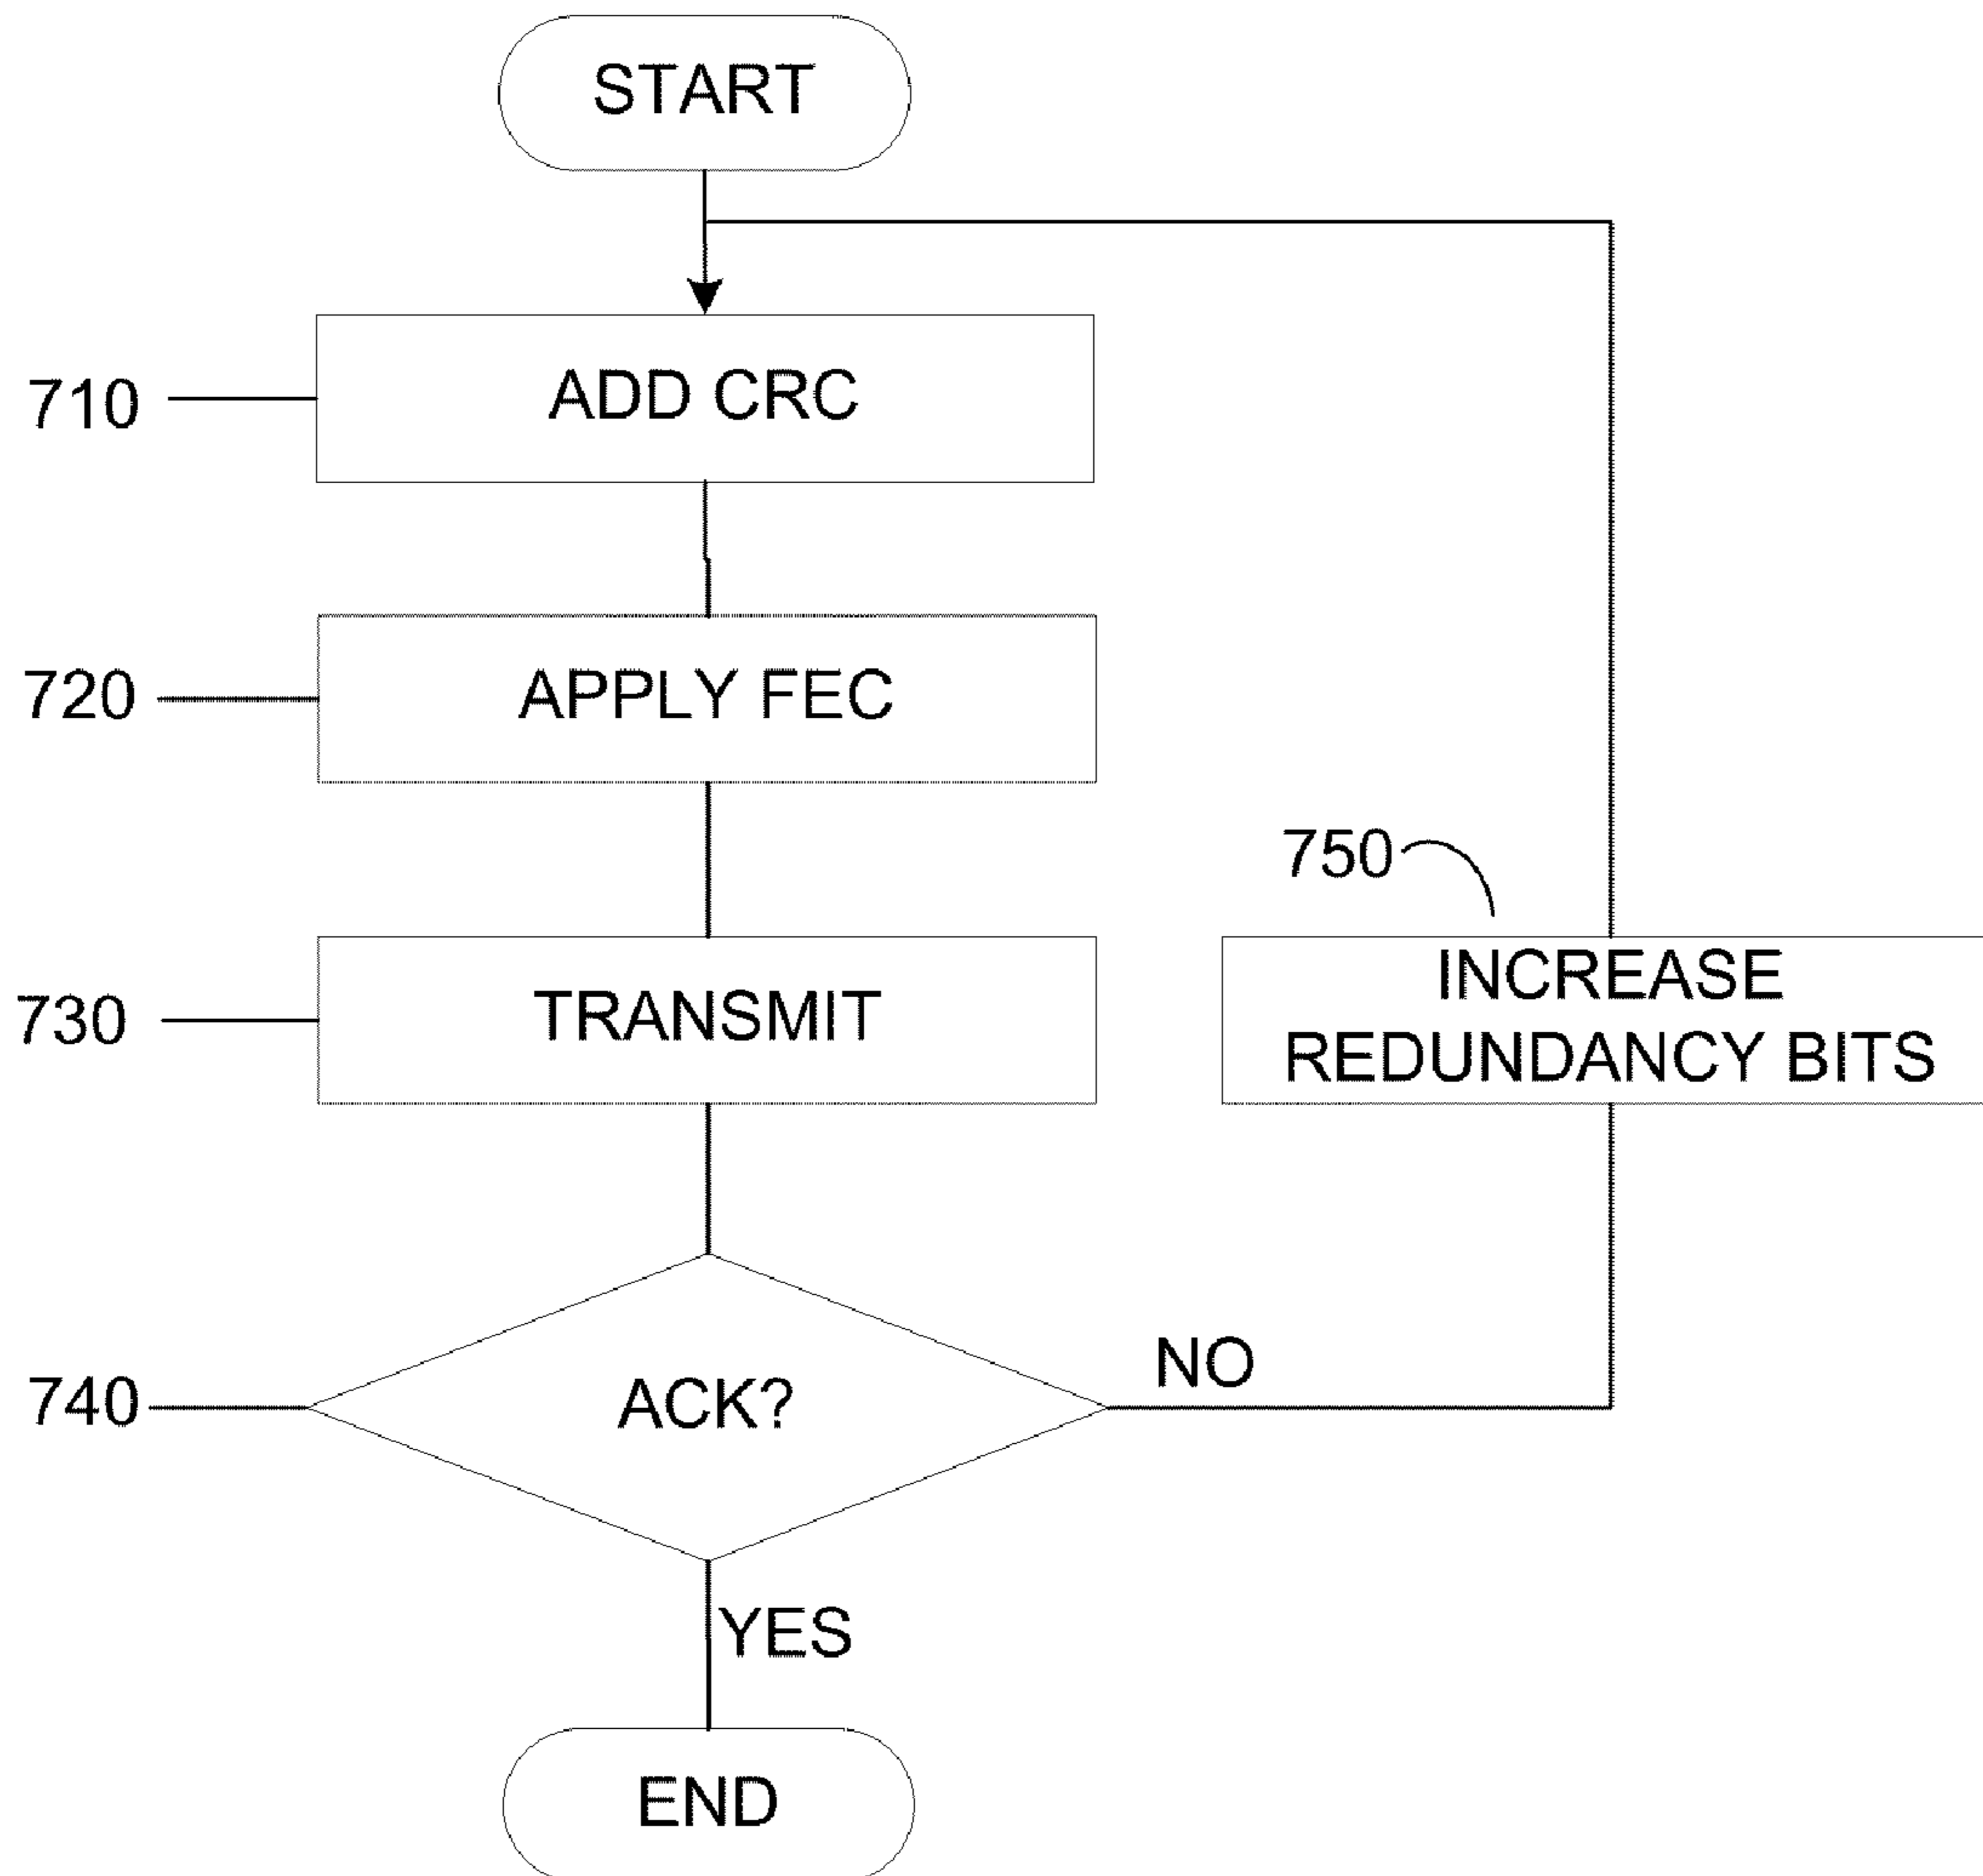 START
710
ADD CRC
720
APPLY FEC
730
TRANSMIT
750
INCREASE
REDUNDANCY BITS
740
ACK?
NO
YES
END